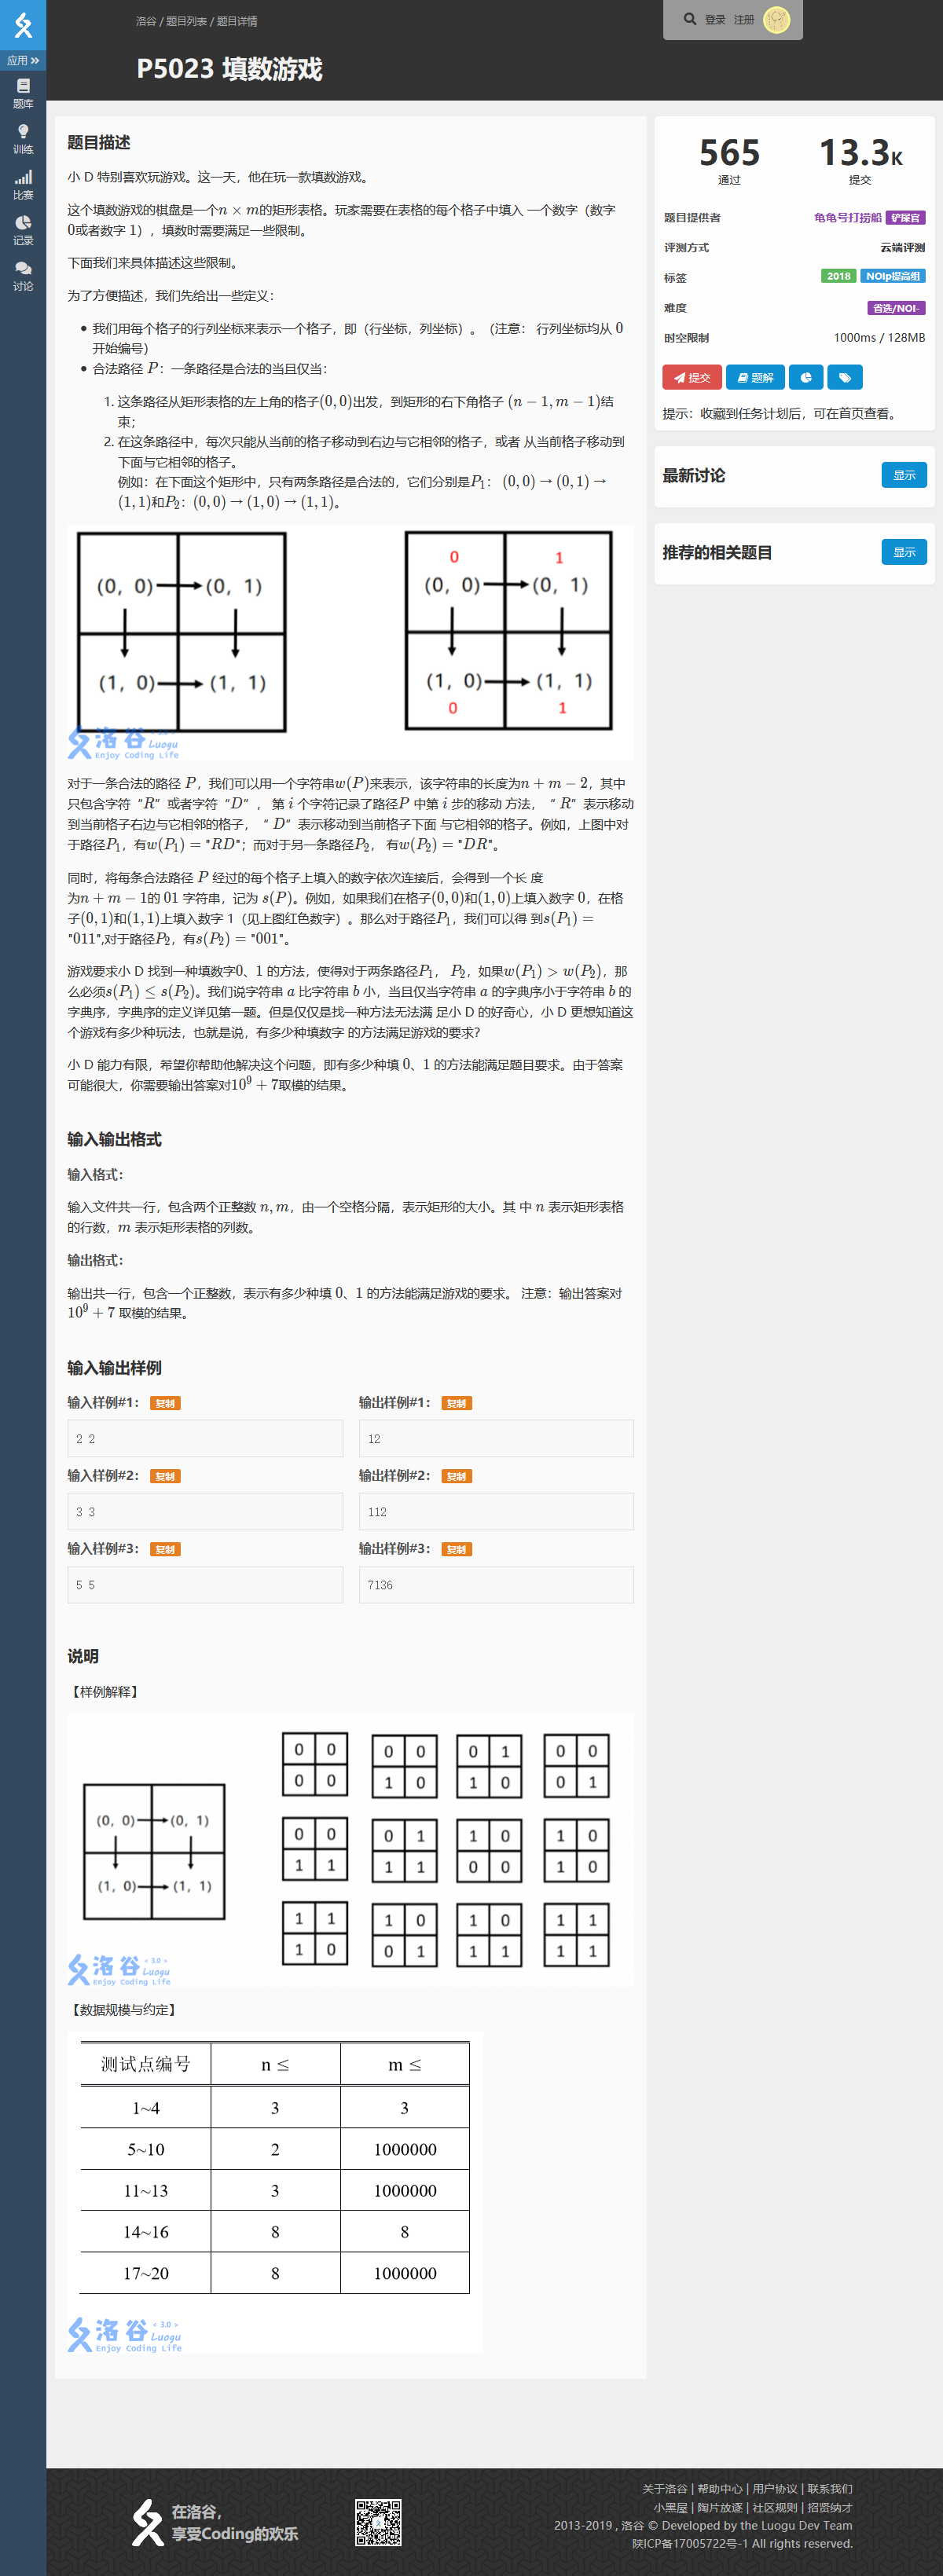 洛谷 / 题目列表 / 题目详情
登录 注册
P5023 填数游戏
应用
题库
训练
比赛
记录
讨论
题目描述
小 D 特别喜欢玩游戏。这一天，他在玩一款填数游戏。
这个填数游戏的棋盘是一个n × m的矩形表格。玩家需要在表格的每个格子中填入 一个数字（数字
0或者数字 1），填数时需要满足一些限制。
下面我们来具体描述这些限制。
为了方便描述，我们先给出一些定义：
• 我们用每个格子的行列坐标来表示一个格子，即（行坐标，列坐标）。（注意： 行列坐标均从 0
开始编号）
• 合法路径 P：一条路径是合法的当且仅当：
1. 这条路径从矩形表格的左上角的格子(0, 0)出发，到矩形的右下角格子 (n − 1, m − 1)结
束；
2. 在这条路径中，每次只能从当前的格子移动到右边与它相邻的格子，或者 从当前格子移动到
下面与它相邻的格子。
例如：在下面这个矩形中，只有两条路径是合法的，它们分别是P₁： (0, 0) → (0, 1) →
(1, 1)和P₂：(0, 0) → (1, 0) → (1, 1)。
(0, 0) (0, 1)
(1, 0) (1, 1)
0 1
(0, 0) (0, 1)
(1, 0) (1, 1)
0 1
洛谷 Luogu
Enjoy Coding Life
对于一条合法的路径 P，我们可以用一个字符串w(P)来表示，该字符串的长度为n + m − 2，其中
只包含字符“R”或者字符“D”， 第 i 个字符记录了路径P 中第 i 步的移动 方法，“ R”表示移动
到当前格子右边与它相邻的格子，“ D”表示移动到当前格子下面 与它相邻的格子。例如，上图中对
于路径P₁，有w(P₁) = "RD"；而对于另一条路径P₂， 有w(P₂) = "DR"。
同时，将每条合法路径 P 经过的每个格子上填入的数字依次连接后，会得到一个长 度
为n + m − 1的 01 字符串，记为 s(P)。例如，如果我们在格子(0, 0)和(1, 0)上填入数字 0，在格
子(0, 1)和(1, 1)上填入数字 1（见上图红色数字）。那么对于路径P₁，我们可以得 到s(P₁) =
"011",对于路径P₂，有s(P₂) = "001"。
游戏要求小 D 找到一种填数字0、1 的方法，使得对于两条路径P₁， P₂，如果w(P₁) > w(P₂)，那
么必须s(P₁) ≤ s(P₂)。我们说字符串 a 比字符串 b 小，当且仅当字符串 a 的字典序小于字符串 b 的
字典序，字典序的定义详见第一题。但是仅仅是找一种方法无法满 足小 D 的好奇心，小 D 更想知道这
个游戏有多少种玩法，也就是说，有多少种填数字 的方法满足游戏的要求？
小 D 能力有限，希望你帮助他解决这个问题，即有多少种填 0、1 的方法能满足题目要求。由于答案
可能很大，你需要输出答案对10⁹ + 7取模的结果。
输入输出格式
输入格式：
输入文件共一行，包含两个正整数 n, m，由一个空格分隔，表示矩形的大小。其 中 n 表示矩形表格
的行数，m 表示矩形表格的列数。
输出格式：
输出共一行，包含一个正整数，表示有多少种填 0、1 的方法能满足游戏的要求。 注意：输出答案对
10⁹ + 7 取模的结果。
输入输出样例
输入样例#1： 复制 输出样例#1： 复制
2 2 12
输入样例#2： 复制 输出样例#2： 复制
3 3 112
输入样例#3： 复制 输出样例#3： 复制
5 5 7136
说明
【样例解释】
(0, 0) (0, 1)
(1, 0) (1, 1)
0 0 0 0 0 1 0 0
0 0 1 0 1 0 0 1
0 0 0 1 1 0 1 0
1 1 1 1 0 0 1 0
1 1 1 0 1 0 1 1
1 0 0 1 1 1 1 1
洛谷 < 3.0 > Luogu
Enjoy Coding Life
【数据规模与约定】
测试点编号 n ≤ m ≤
1~4 3 3
5~10 2 1000000
11~13 3 1000000
14~16 8 8
17~20 8 1000000
洛谷 < 3.0 > Luogu
Enjoy Coding Life
565 13.3K
通过 提交
题目提供者 龟龟号打捞船 铲屎官
评测方式 云端评测
标签 2018 NOIp提高组
难度 省选/NOI-
时空限制 1000ms / 128MB
提交 题解
提示：收藏到任务计划后，可在首页查看。
最新讨论 显示
推荐的相关题目 显示
在洛谷，
享受Coding的欢乐
关于洛谷 | 帮助中心 | 用户协议 | 联系我们
小黑屋 | 陶片放逐 | 社区规则 | 招贤纳才
2013-2019 , 洛谷 © Developed by the Luogu Dev Team
陕ICP备17005722号-1 All rights reserved.